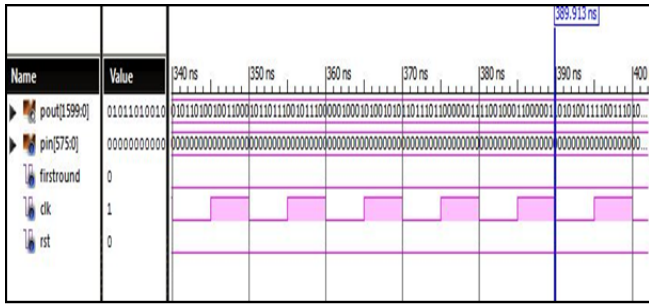 389.913 ns
Name Value 340 ns 350 ns 360 ns 370 ns 380 ns 390 ns 400
pout[1599:0] 01011010010
pin[575:0] 00000000000
firstround 0
clk 1
rst 0